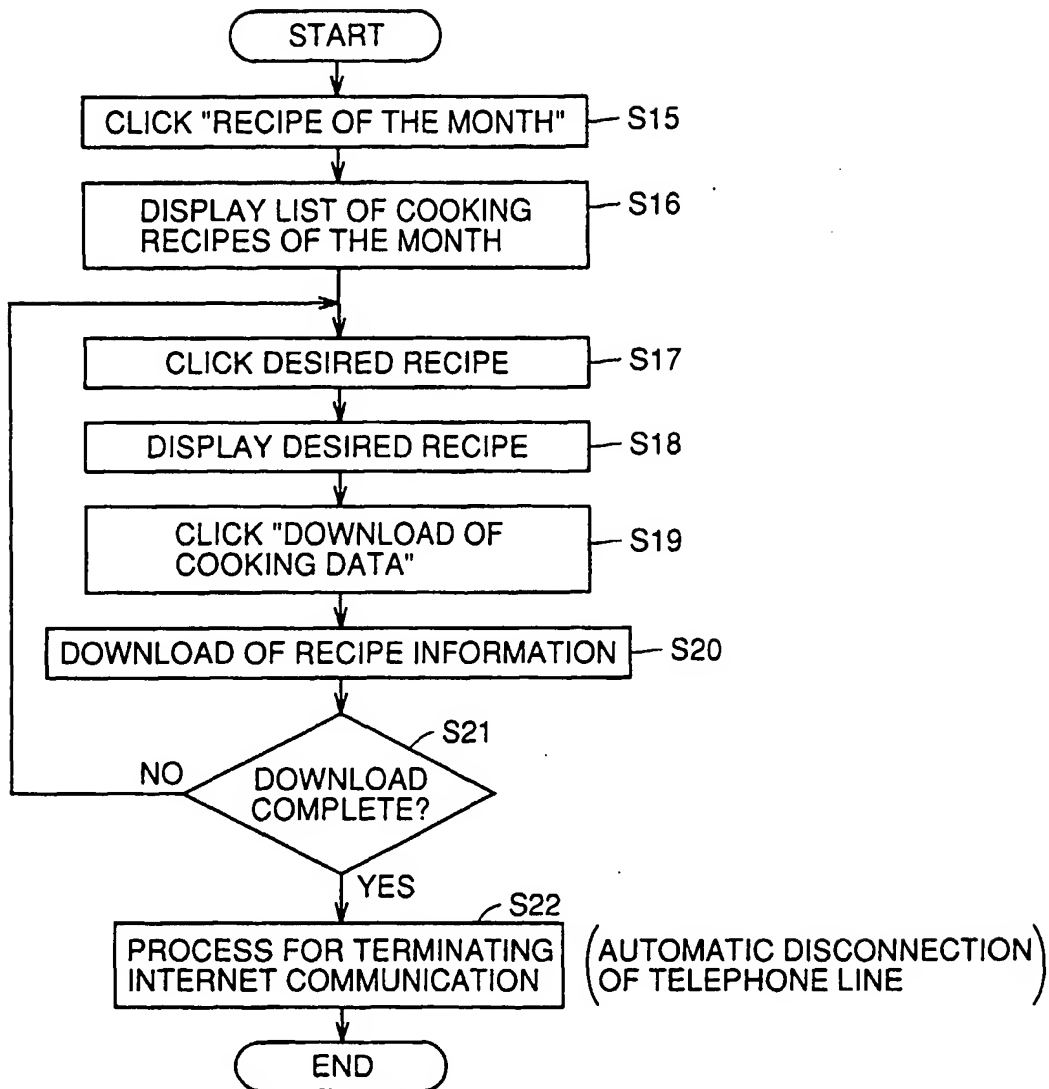 START
CLICK "RECIPE OF THE MONTH"
S15
DISPLAY LIST OF COOKING
RECIPES OF THE MONTH
S16
CLICK DESIRED RECIPE
S17
DISPLAY DESIRED RECIPE
S18
CLICK "DOWNLOAD OF
COOKING DATA"
S19
DOWNLOAD OF RECIPE INFORMATION
S20
S21
NO
DOWNLOAD
COMPLETE?
YES
S22
PROCESS FOR TERMINATING
INTERNET COMMUNICATION
(AUTOMATIC DISCONNECTION
OF TELEPHONE LINE)
END